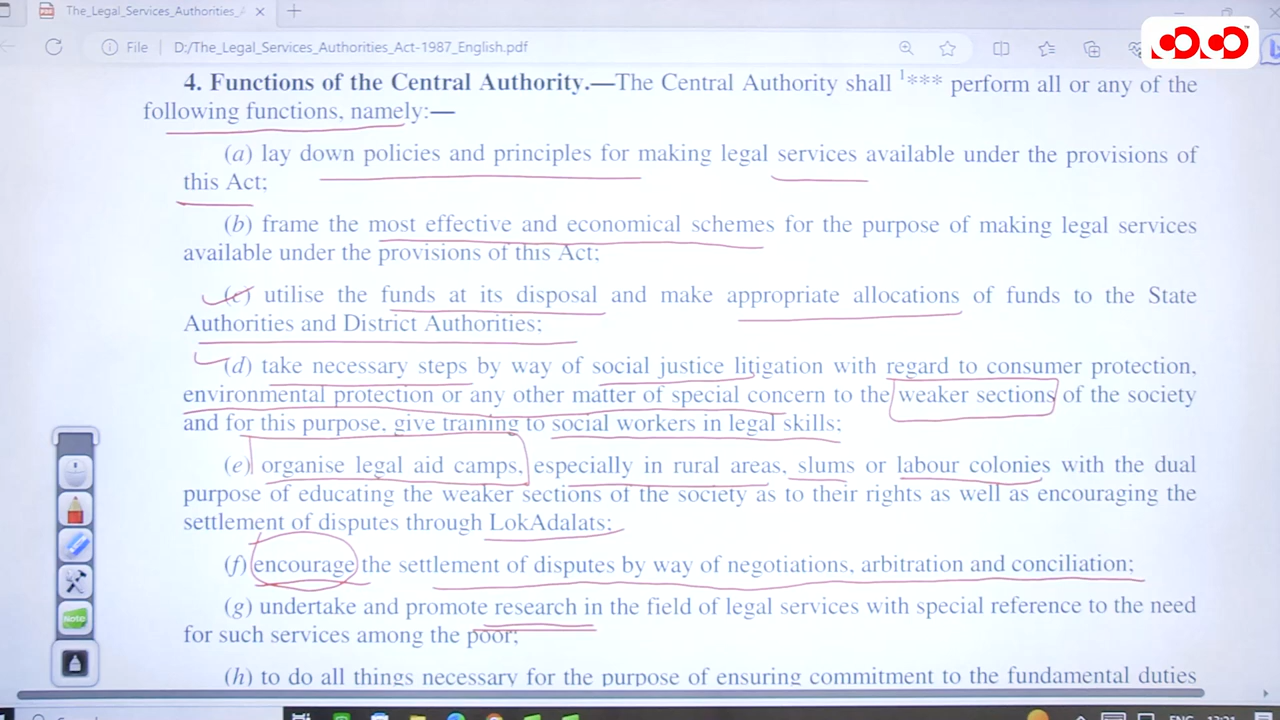 The_Legal_Services_Authorities_A
File
D:/The_Legal_Services_Authorities_Act-1987_English.pdf
4. Functions of the Central Authority.—The Central Authority shall 1*** perform all or any of the
following functions, namely:—
(a) lay down policies and principles for making legal services available under the provisions of
this Act;
(b) frame the most effective and economical schemes for the purpose of making legal services
available under the provisions of this Act;
(c) utilise the funds at its disposal and make appropriate allocations of funds to the State
Authorities and District Authorities;
(d) take necessary steps by way of social justice litigation with regard to consumer protection,
environmental protection or any other matter of special concern to the weaker sections of the society
and for this purpose, give training to social workers in legal skills;
(e) organise legal aid camps, especially in rural areas, slums or labour colonies with the dual
purpose of educating the weaker sections of the society as to their rights as well as encouraging the
settlement of disputes through LokAdalats;
(f) encourage the settlement of disputes by way of negotiations, arbitration and conciliation;
(g) undertake and promote research in the field of legal services with special reference to the need
for such services among the poor;
(h) to do all things necessary for the purpose of ensuring commitment to the fundamental duties
Note